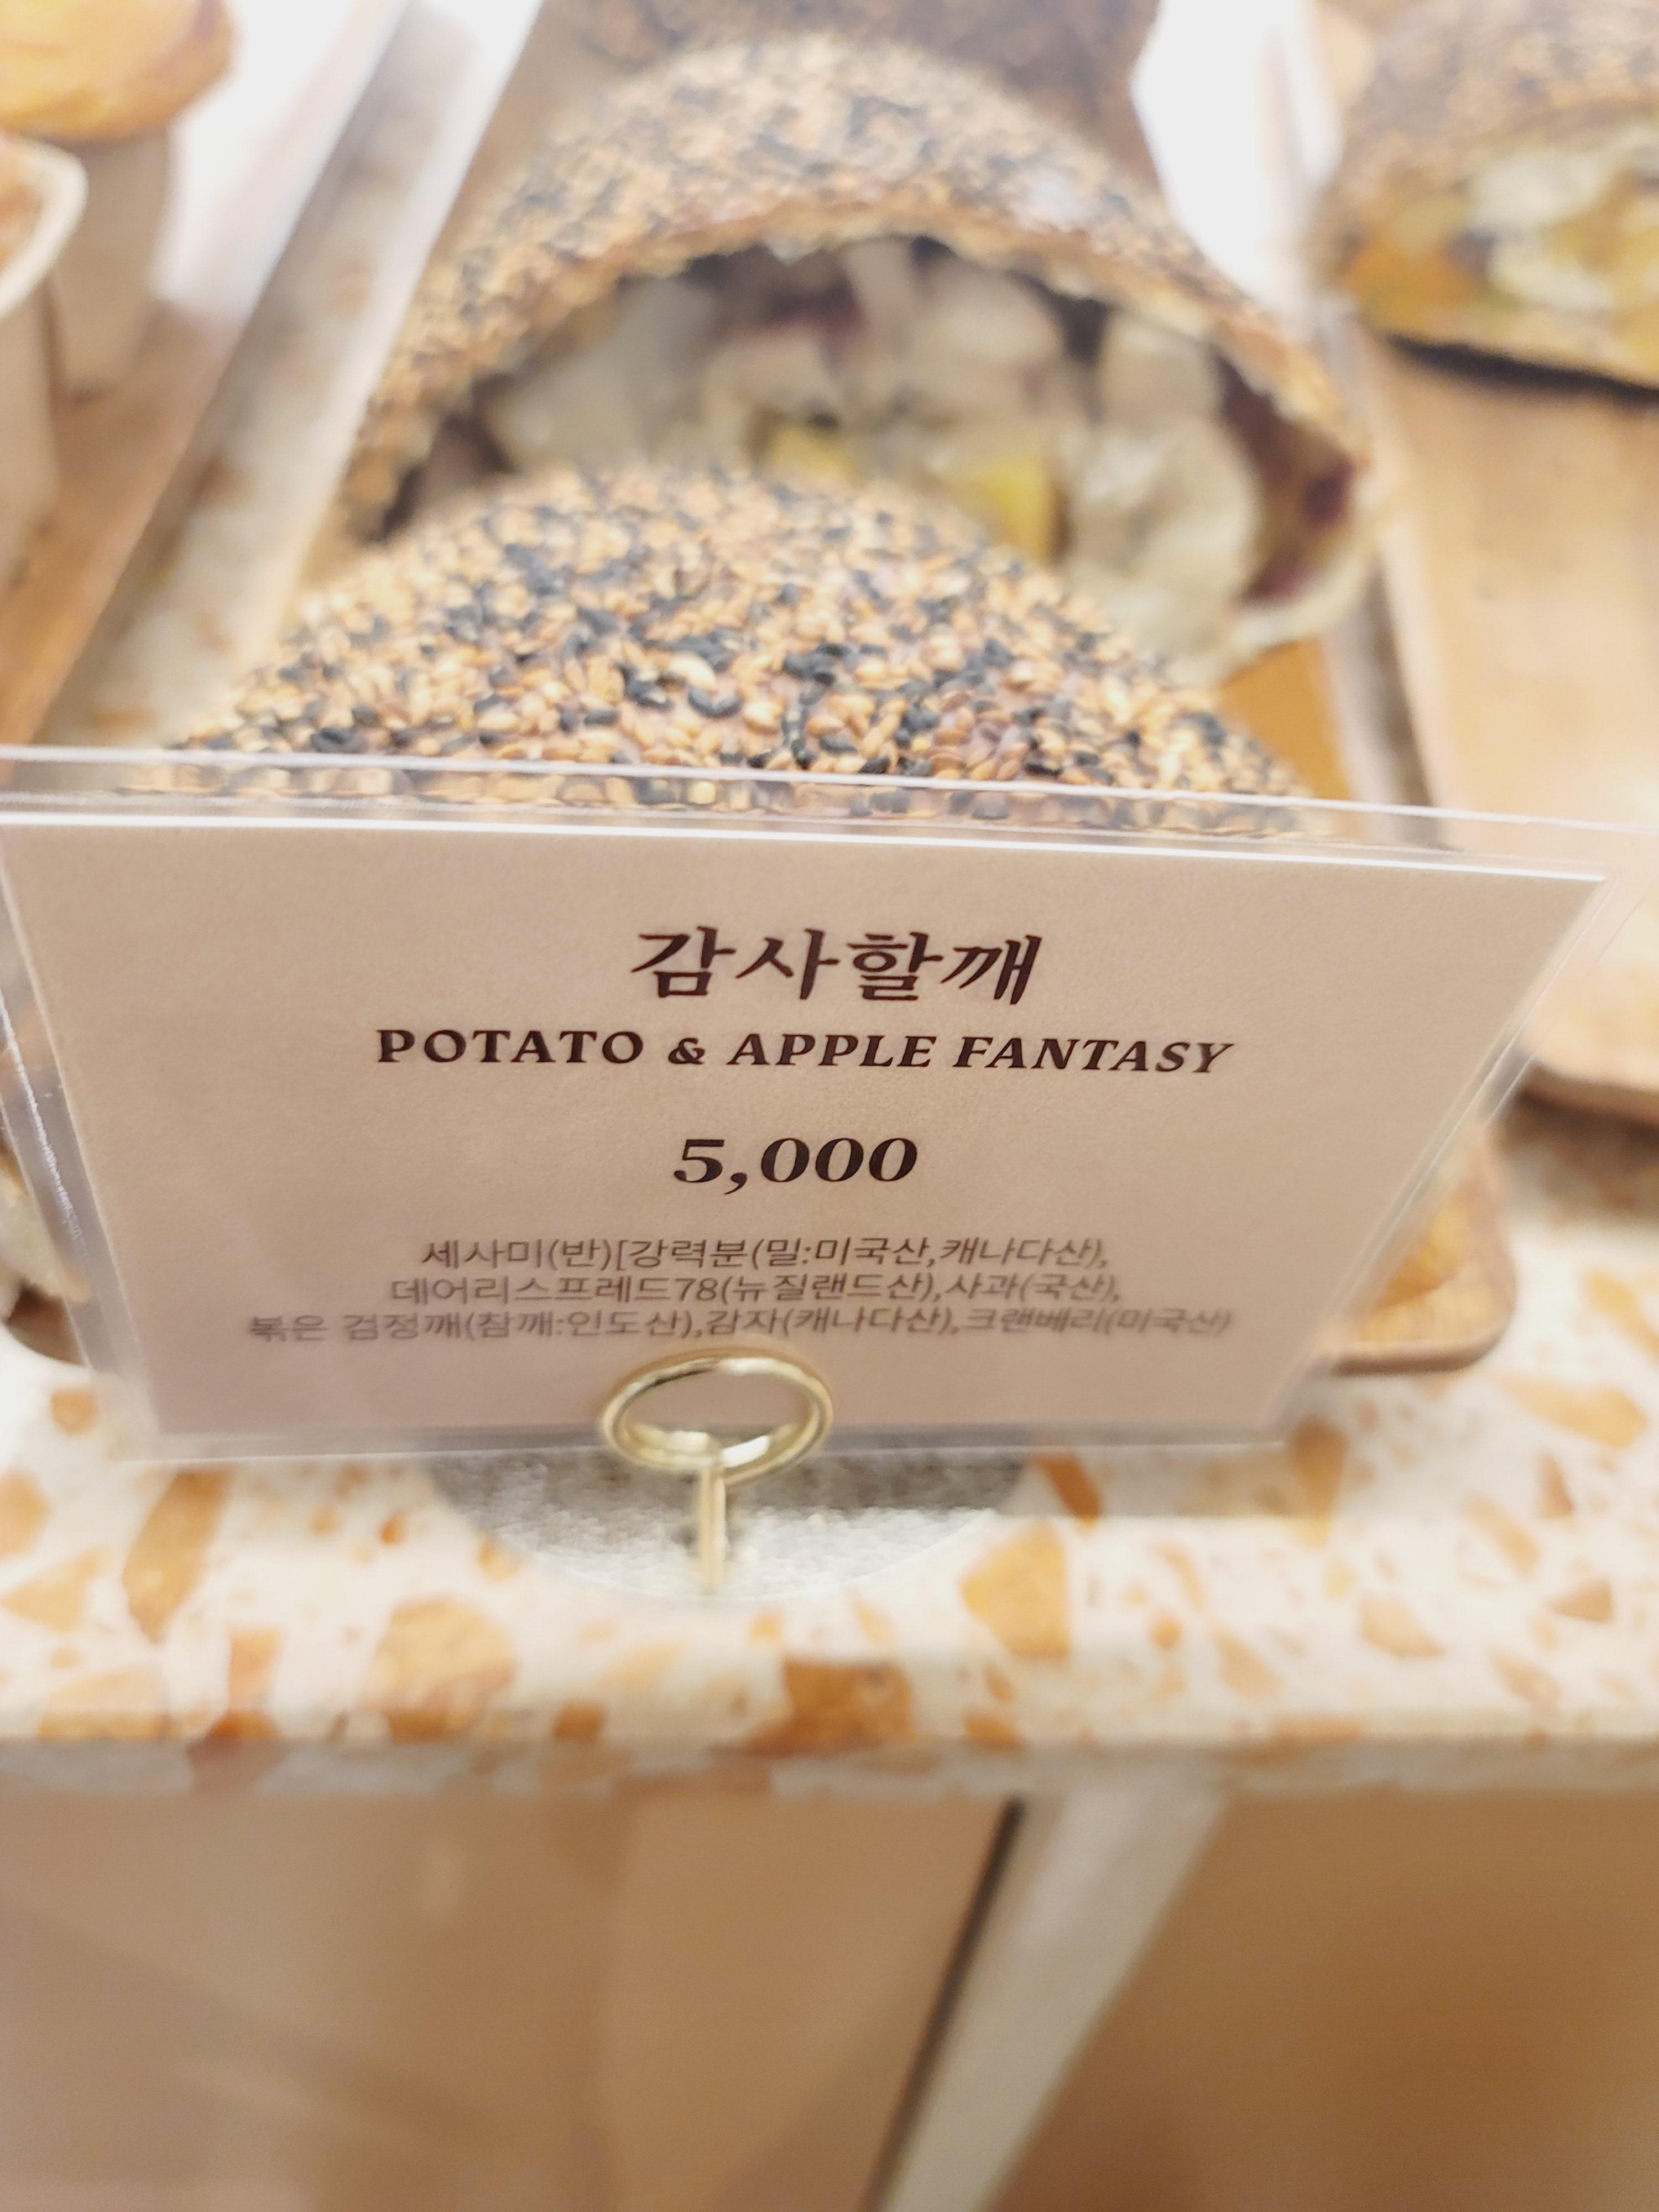 감사할깨
POTATO & APPLE FANTASY
5,000
세사미(반)[강력분(밀:미국산,캐나다산),
데어리스프레드78(뉴질랜드산),사과(국산),
볶은 검정깨(참깨:인도산),감자(캐나다산),크랜베리(미국산)